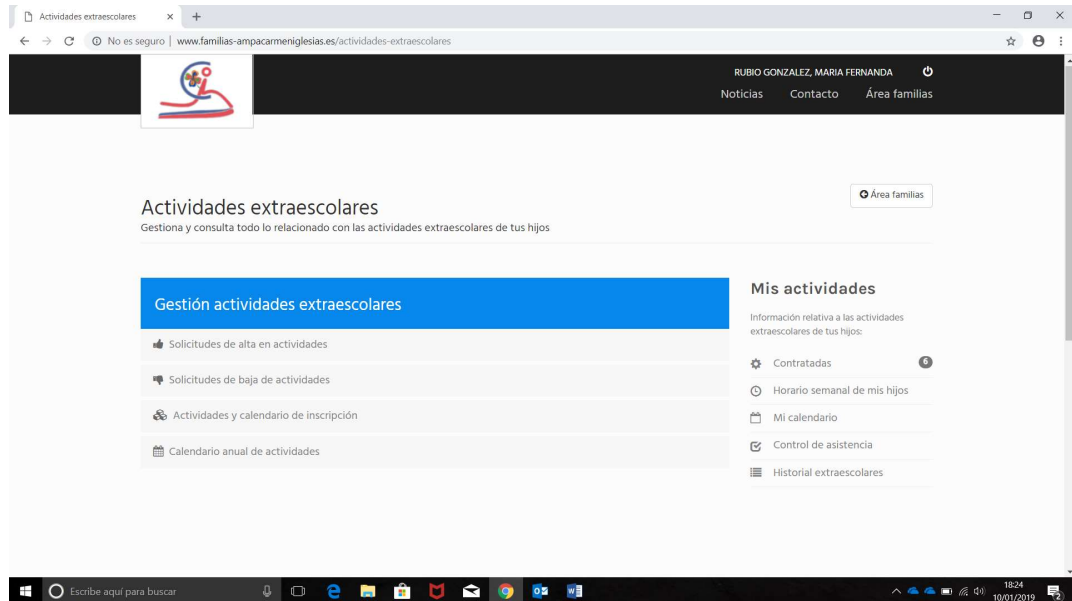 Actividades extraescolares
No es seguro | www.familias-ampacarmeniglesias.es/actividades-extraescolares
RUBIO GONZALEZ, MARIA FERNANDA
Noticias Contacto Área familias
Área familias
Actividades extraescolares
Gestiona y consulta todo lo relacionado con las actividades extraescolares de tus hijos
Gestión actividades extraescolares
Solicitudes de alta en actividades
Solicitudes de baja de actividades
Actividades y calendario de inscripción
Calendario anual de actividades
Mis actividades
Información relativa a las actividades
extraescolares de tus hijos:
Contratadas 6
Horario semanal de mis hijos
Mi calendario
Control de asistencia
Historial extraescolares
Escribe aquí para buscar
18:24
10/01/2019
2